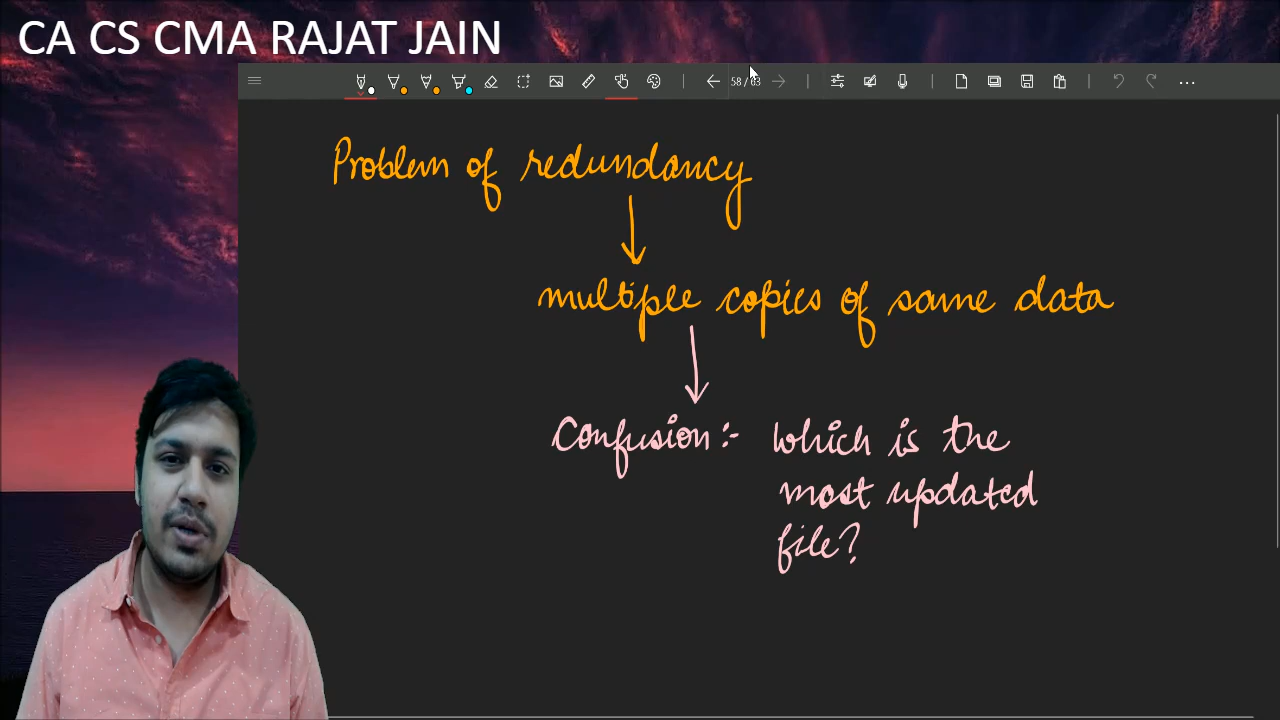 CA CS CMA RAJAT JAIN
58 / 63
Problem of redundancy
multiple copies of same data
Confusion :- Which is the
most updated
file?